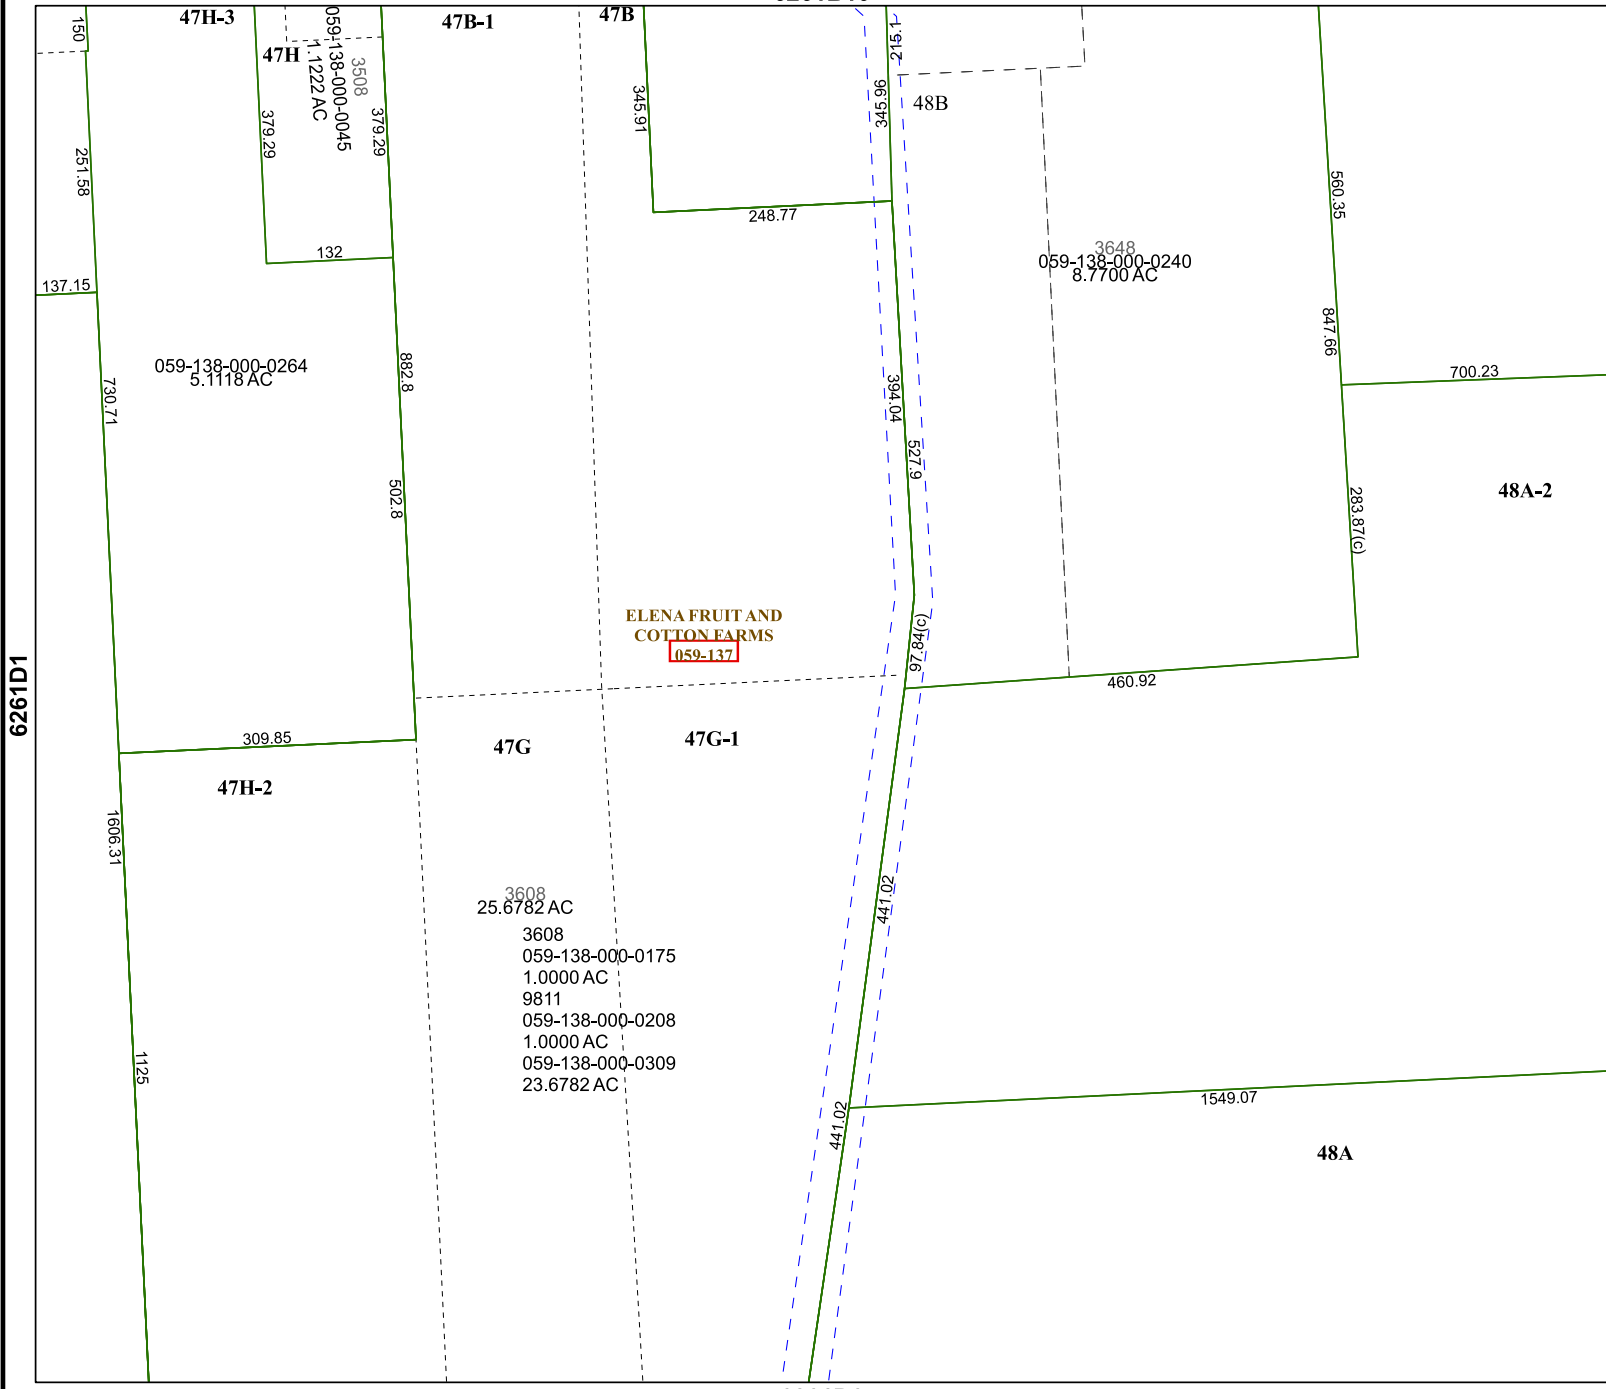 47H-3
47B-1
47B
150
059-138-000-0045
1.1222 AC
3508
47H
215.1
345.96
345.91
48B
379.29
379.29
251.58
560.35
248.77
132
3648
059-138-000-0240
8.7700 AC
137.15
847.66
059-138-000-0264
5.1118 AC
882.8
730.71
394.04
700.23
527.9
502.8
48A-2
283.87(c)
ELENA FRUIT AND
COTTON FARMS
059-137
97.84(c)
460.92
6261D1
309.85
47G
47G-1
47H-2
1606.31
3608
25.6782 AC
3608
059-138-000-0175
1.0000 AC
9811
059-138-000-0208
1.0000 AC
059-138-000-0309
23.6782 AC
441.02
1125
441.02
1549.07
48A